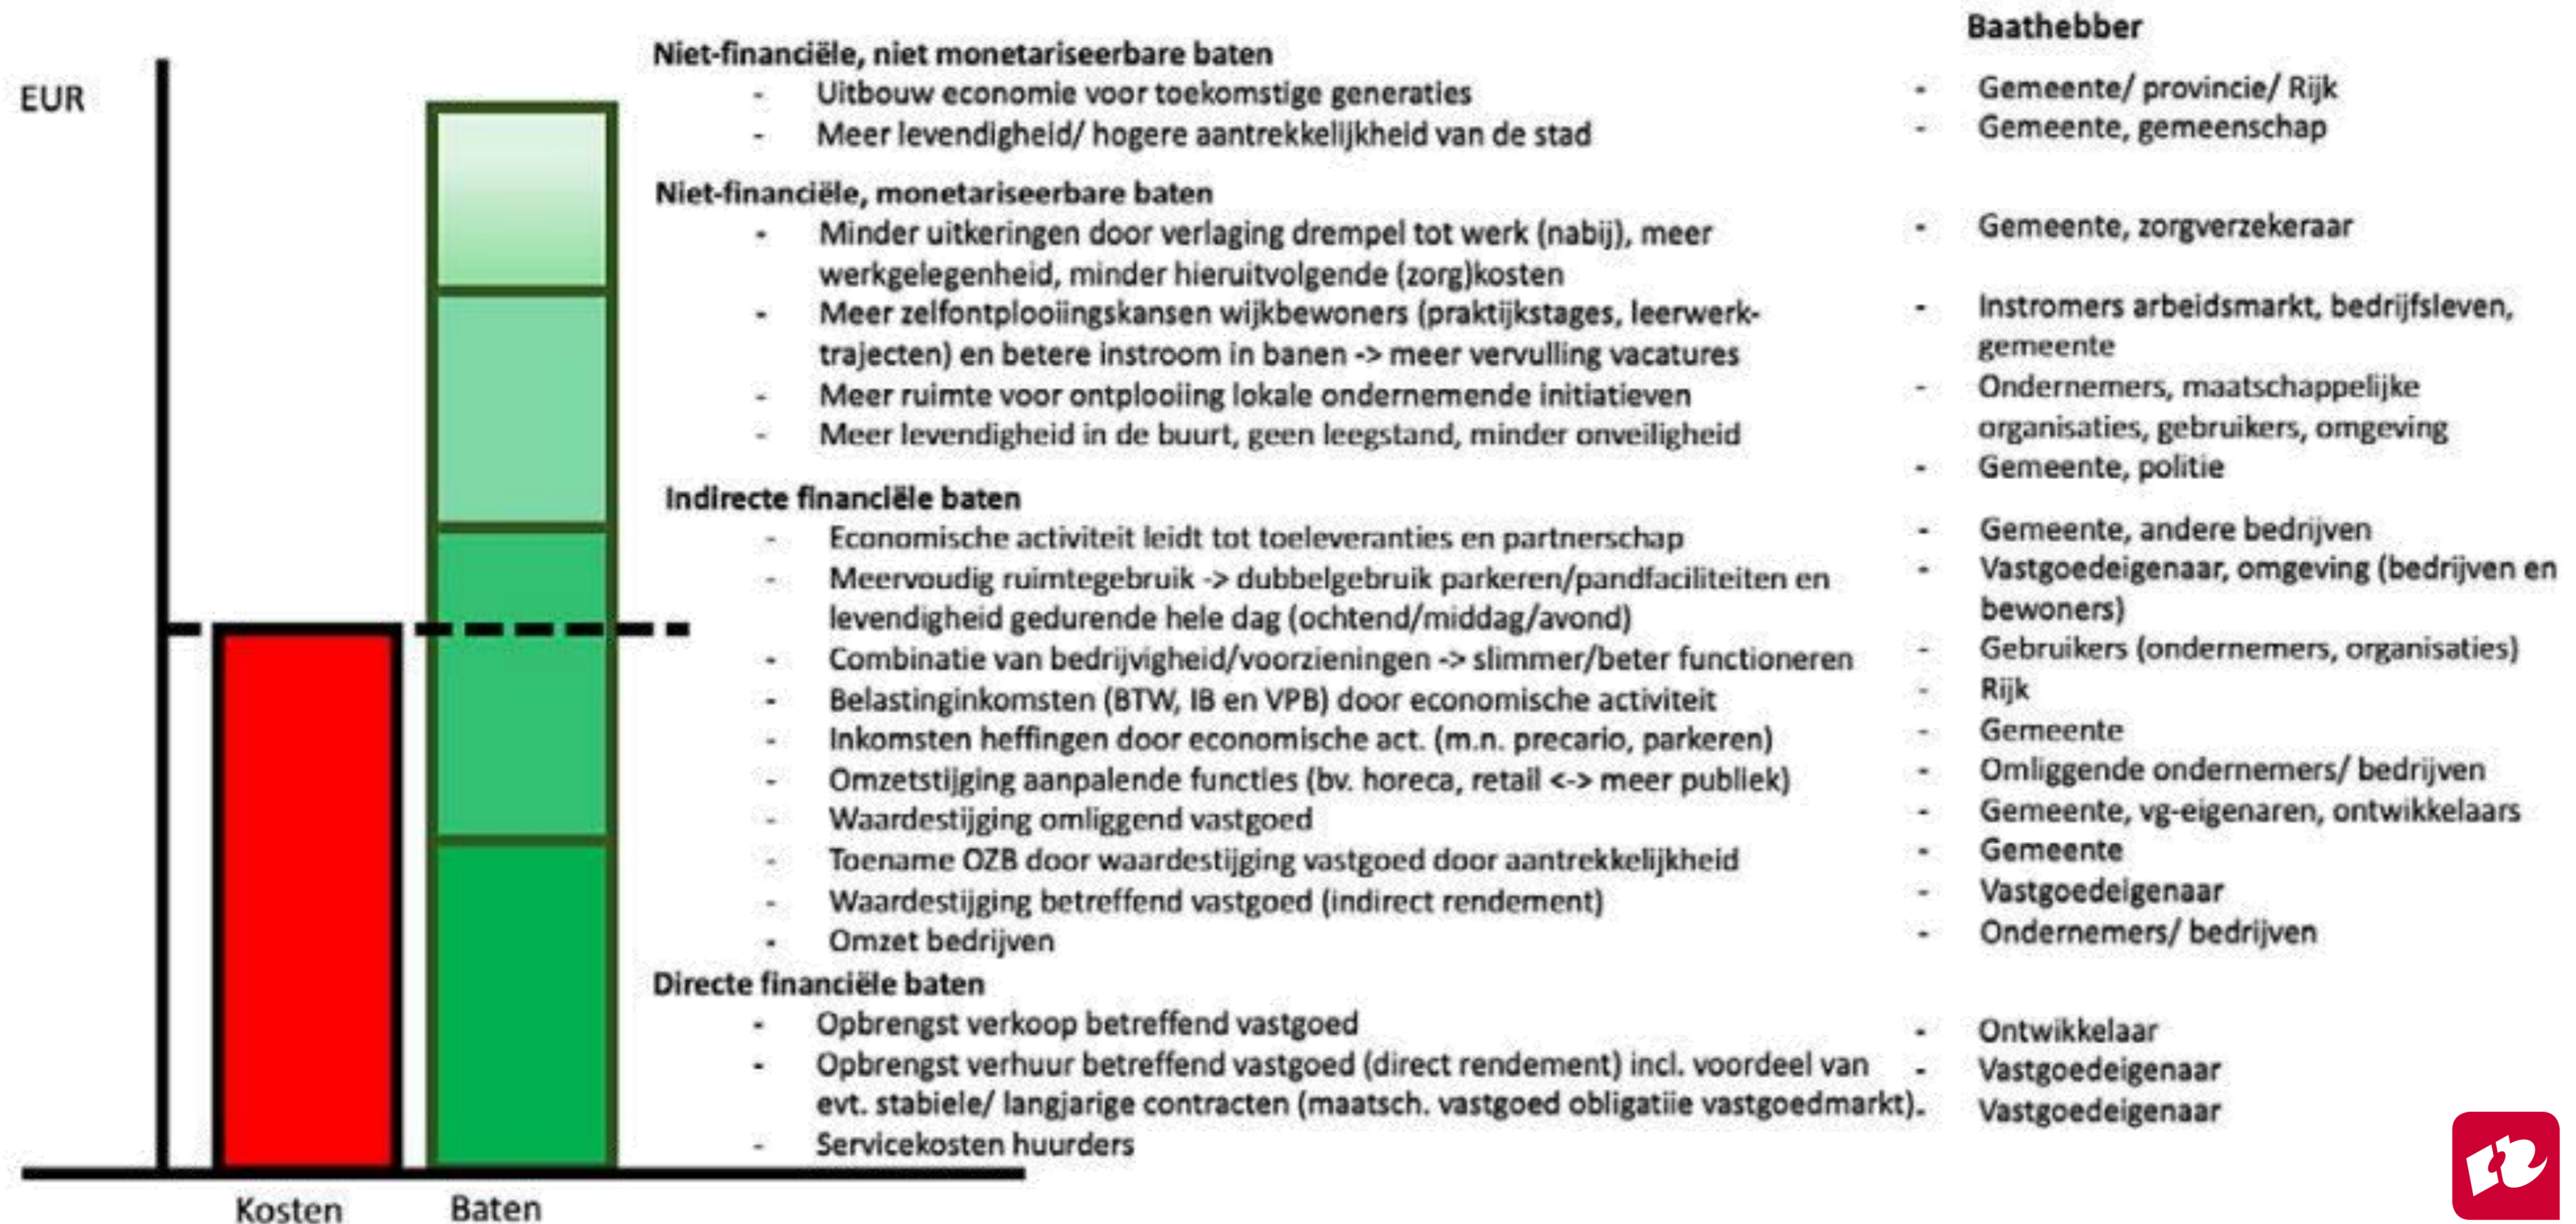 EUR
Niet-financiële, niet monetariseerbare baten
- Uitbouw economie voor toekomstige generaties
- Meer levendigheid/ hogere aantrekkelijkheid van de stad
Niet-financiële, monetariseerbare baten
- Minder uitkeringen door verlaging drempel tot werk (nabij), meer
werkgelegenheid, minder hieruitvolgende (zorg)kosten
- Meer zelfontplooiingskansen wijkbewoners (praktijkstages, leerwerk-
trajecten) en betere instroom in banen -> meer vervulling vacatures
- Meer ruimte voor ontplooiing lokale ondernemende initiatieven
- Meer levendigheid in de buurt, geen leegstand, minder onveiligheid
Indirecte financiële baten
- Economische activiteit leidt tot toeleveranties en partnerschap
- Meervoudig ruimtegebruik -> dubbelgebruik parkeren/pandfaciliteiten en
levendigheid gedurende hele dag (ochtend/middag/avond)
- Combinatie van bedrijvigheid/voorzieningen -> slimmer/beter functioneren
- Belastinginkomsten (BTW, IB en VPB) door economische activiteit
- Inkomsten heffingen door economische act. (m.n. precario, parkeren)
- Omzetstijging aanpalende functies (bv. horeca, retail <-> meer publiek)
- Waardestijging omliggend vastgoed
- Toename OZB door waardestijging vastgoed door aantrekkelijkheid
- Waardestijging betreffend vastgoed (indirect rendement)
- Omzet bedrijven
Directe financiële baten
- Opbrengst verkoop betreffend vastgoed
- Opbrengst verhuur betreffend vastgoed (direct rendement) incl. voordeel van
evt. stabiele/ langjarige contracten (maatsch. vastgoed obligatiie vastgoedmarkt).
- Servicekosten huurders
Baathebber
- Gemeente/ provincie/ Rijk
- Gemeente, gemeenschap
- Gemeente, zorgverzekeraar
- Instromers arbeidsmarkt, bedrijfsleven,
gemeente
- Ondernemers, maatschappelijke
organisaties, gebruikers, omgeving
- Gemeente, politie
- Gemeente, andere bedrijven
- Vastgoedeigenaar, omgeving (bedrijven en
bewoners)
- Gebruikers (ondernemers, organisaties)
- Rijk
- Gemeente
- Omliggende ondernemers/ bedrijven
- Gemeente, vg-eigenaren, ontwikkelaars
- Gemeente
- Vastgoedeigenaar
- Ondernemers/ bedrijven
- Ontwikkelaar
- Vastgoedeigenaar
Vastgoedeigenaar
Kosten
Baten